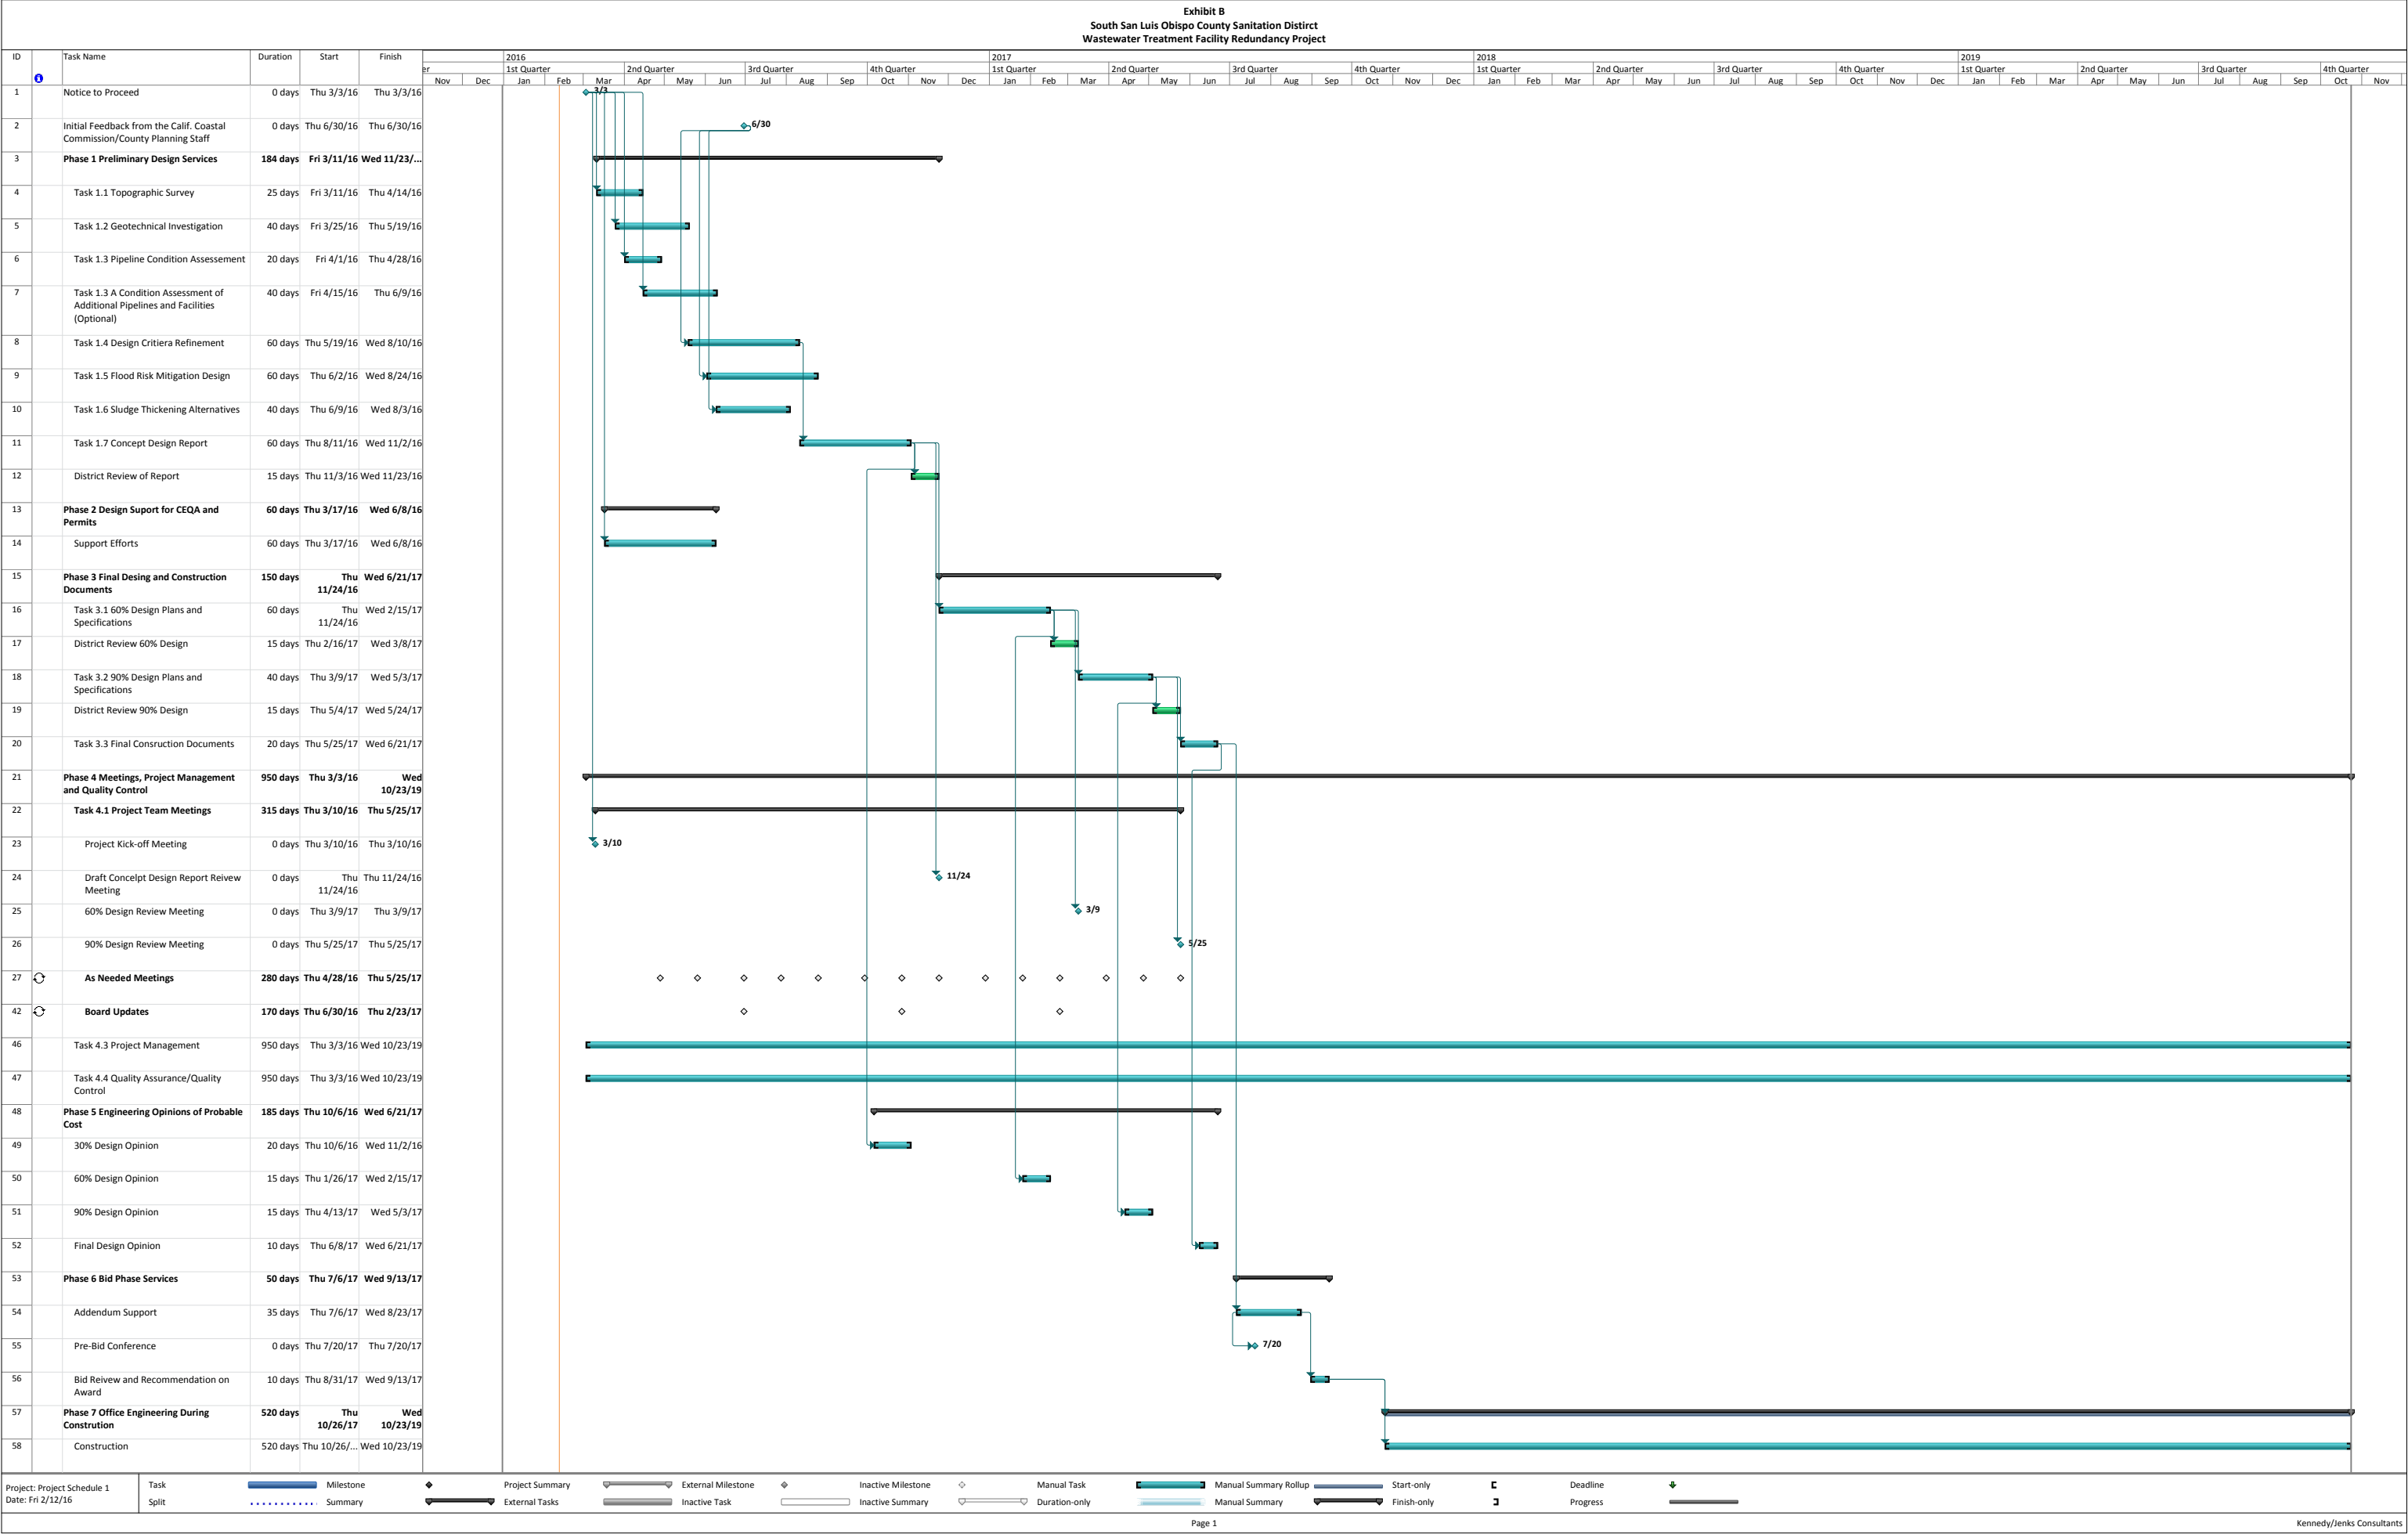 Exhibit B
South San Luis Obispo County Sanitation Distirct
Wastewater Treatment Facility Redundancy Project
ID Task Name Duration Start Finish
er 2016 2017 2018 2019
1st Quarter 2nd Quarter 3rd Quarter 4th Quarter 1st Quarter 2nd Quarter 3rd Quarter 4th Quarter 1st Quarter 2nd Quarter 3rd Quarter 4th Quarter 1st Quarter 2nd Quarter 3rd Quarter 4th Quarter
Nov Dec Jan Feb Mar Apr May Jun Jul Aug Sep Oct Nov Dec Jan Feb Mar Apr May Jun Jul Aug Sep Oct Nov Dec Jan Feb Mar Apr May Jun Jul Aug Sep Oct Nov Dec Jan Feb Mar Apr May Jun Jul Aug Sep Oct Nov
1 Notice to Proceed 0 days Thu 3/3/16 Thu 3/3/16 3/3
2 Initial Feedback from the Calif. Coastal 0 days Thu 6/30/16 Thu 6/30/16 6/30
Commission/County Planning Staff
3 Phase 1 Preliminary Design Services 184 days Fri 3/11/16 Wed 11/23/...
4 Task 1.1 Topographic Survey 25 days Fri 3/11/16 Thu 4/14/16
5 Task 1.2 Geotechnical Investigation 40 days Fri 3/25/16 Thu 5/19/16
6 Task 1.3 Pipeline Condition Assessement 20 days Fri 4/1/16 Thu 4/28/16
7 Task 1.3 A Condition Assessment of 40 days Fri 4/15/16 Thu 6/9/16
Additional Pipelines and Facilities
(Optional)
8 Task 1.4 Design Critiera Refinement 60 days Thu 5/19/16 Wed 8/10/16
9 Task 1.5 Flood Risk Mitigation Design 60 days Thu 6/2/16 Wed 8/24/16
10 Task 1.6 Sludge Thickening Alternatives 40 days Thu 6/9/16 Wed 8/3/16
11 Task 1.7 Concept Design Report 60 days Thu 8/11/16 Wed 11/2/16
12 District Review of Report 15 days Thu 11/3/16 Wed 11/23/16
13 Phase 2 Design Suport for CEQA and 60 days Thu 3/17/16 Wed 6/8/16
Permits
14 Support Efforts 60 days Thu 3/17/16 Wed 6/8/16
15 Phase 3 Final Desing and Construction 150 days Thu Wed 6/21/17
Documents 11/24/16
16 Task 3.1 60% Design Plans and 60 days Thu Wed 2/15/17
Specifications 11/24/16
17 District Review 60% Design 15 days Thu 2/16/17 Wed 3/8/17
18 Task 3.2 90% Design Plans and 40 days Thu 3/9/17 Wed 5/3/17
Specifications
19 District Review 90% Design 15 days Thu 5/4/17 Wed 5/24/17
20 Task 3.3 Final Consruction Documents 20 days Thu 5/25/17 Wed 6/21/17
21 Phase 4 Meetings, Project Management 950 days Thu 3/3/16 Wed
and Quality Control 10/23/19
22 Task 4.1 Project Team Meetings 315 days Thu 3/10/16 Thu 5/25/17
23 Project Kick-off Meeting 0 days Thu 3/10/16 Thu 3/10/16 3/10
24 Draft Concelpt Design Report Reivew 0 days Thu Thu 11/24/16 11/24
Meeting 11/24/16
25 60% Design Review Meeting 0 days Thu 3/9/17 Thu 3/9/17 3/9
26 90% Design Review Meeting 0 days Thu 5/25/17 Thu 5/25/17 5/25
27 As Needed Meetings 280 days Thu 4/28/16 Thu 5/25/17
42 Board Updates 170 days Thu 6/30/16 Thu 2/23/17
46 Task 4.3 Project Management 950 days Thu 3/3/16 Wed 10/23/19
47 Task 4.4 Quality Assurance/Quality 950 days Thu 3/3/16 Wed 10/23/19
Control
48 Phase 5 Engineering Opinions of Probable 185 days Thu 10/6/16 Wed 6/21/17
Cost
49 30% Design Opinion 20 days Thu 10/6/16 Wed 11/2/16
50 60% Design Opinion 15 days Thu 1/26/17 Wed 2/15/17
51 90% Design Opinion 15 days Thu 4/13/17 Wed 5/3/17
52 Final Design Opinion 10 days Thu 6/8/17 Wed 6/21/17
53 Phase 6 Bid Phase Services 50 days Thu 7/6/17 Wed 9/13/17
54 Addendum Support 35 days Thu 7/6/17 Wed 8/23/17
55 Pre-Bid Conference 0 days Thu 7/20/17 Thu 7/20/17 7/20
56 Bid Reivew and Recommendation on 10 days Thu 8/31/17 Wed 9/13/17
Award
57 Phase 7 Office Engineering During 520 days Thu Wed
Constrution 10/26/17 10/23/19
58 Construction 520 days Thu 10/26/... Wed 10/23/19
Project: Project Schedule 1
Date: Fri 2/12/16
Task Milestone Project Summary External Milestone Inactive Milestone Manual Task Manual Summary Rollup Start-only Deadline
Split Summary External Tasks Inactive Task Inactive Summary Duration-only Manual Summary Finish-only Progress
Page 1
Kennedy/Jenks Consultants